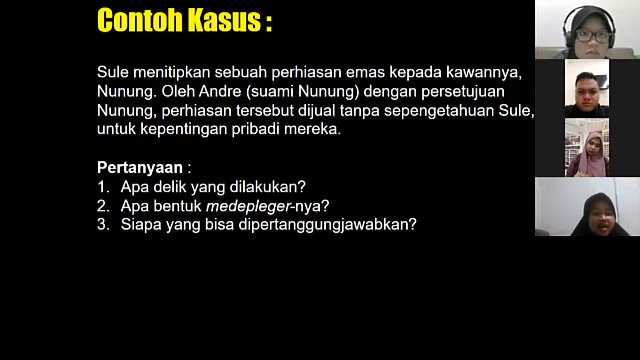 Contoh Kasus :
Sule menitipkan sebuah perhiasan emas kepada kawannya,
Nunung. Oleh Andre (suami Nunung) dengan persetujuan
Nunung, perhiasan tersebut dijual tanpa sepengetahuan Sule,
untuk kepentingan pribadi mereka.
Pertanyaan :
1. Apa delik yang dilakukan?
2. Apa bentuk medepleger-nya?
3. Siapa yang bisa dipertanggungjawabkan?